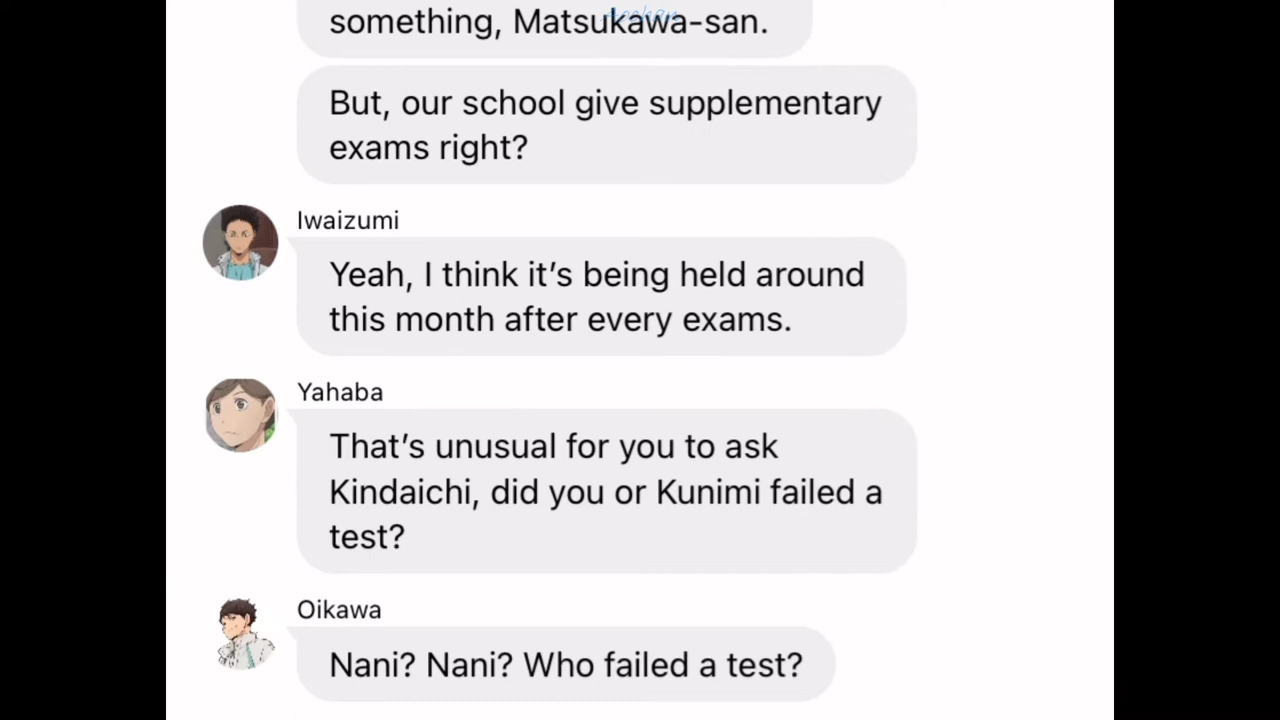 something, Matsukawa-san.
But, our school give supplementary
exams right?
Iwaizumi
Yeah, I think it's being held around
this month after every exams.
Yahaba
That's unusual for you to ask
Kindaichi, did you or Kunimi failed a
test?
Oikawa
Nani? Nani? Who failed a test?